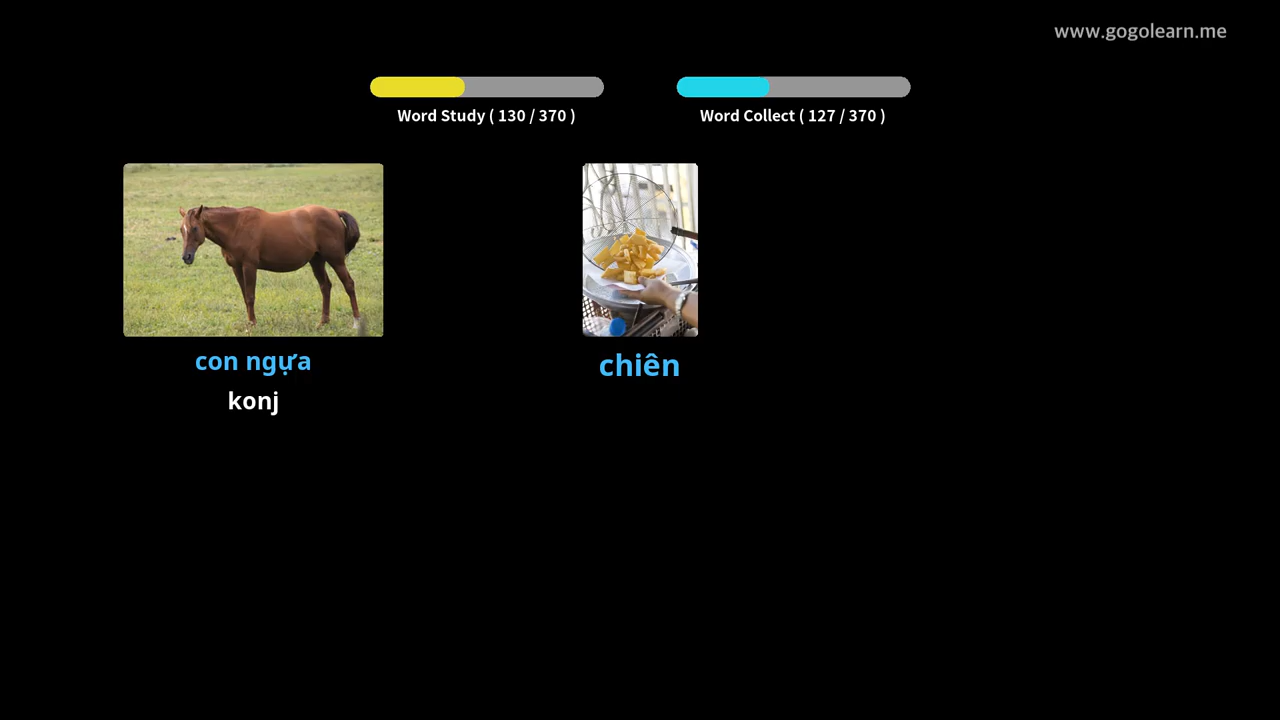 www.gogolearn.me
Word Study ( 130 / 370 )
Word Collect ( 127 / 370 )
con ngựa
konj
chiên